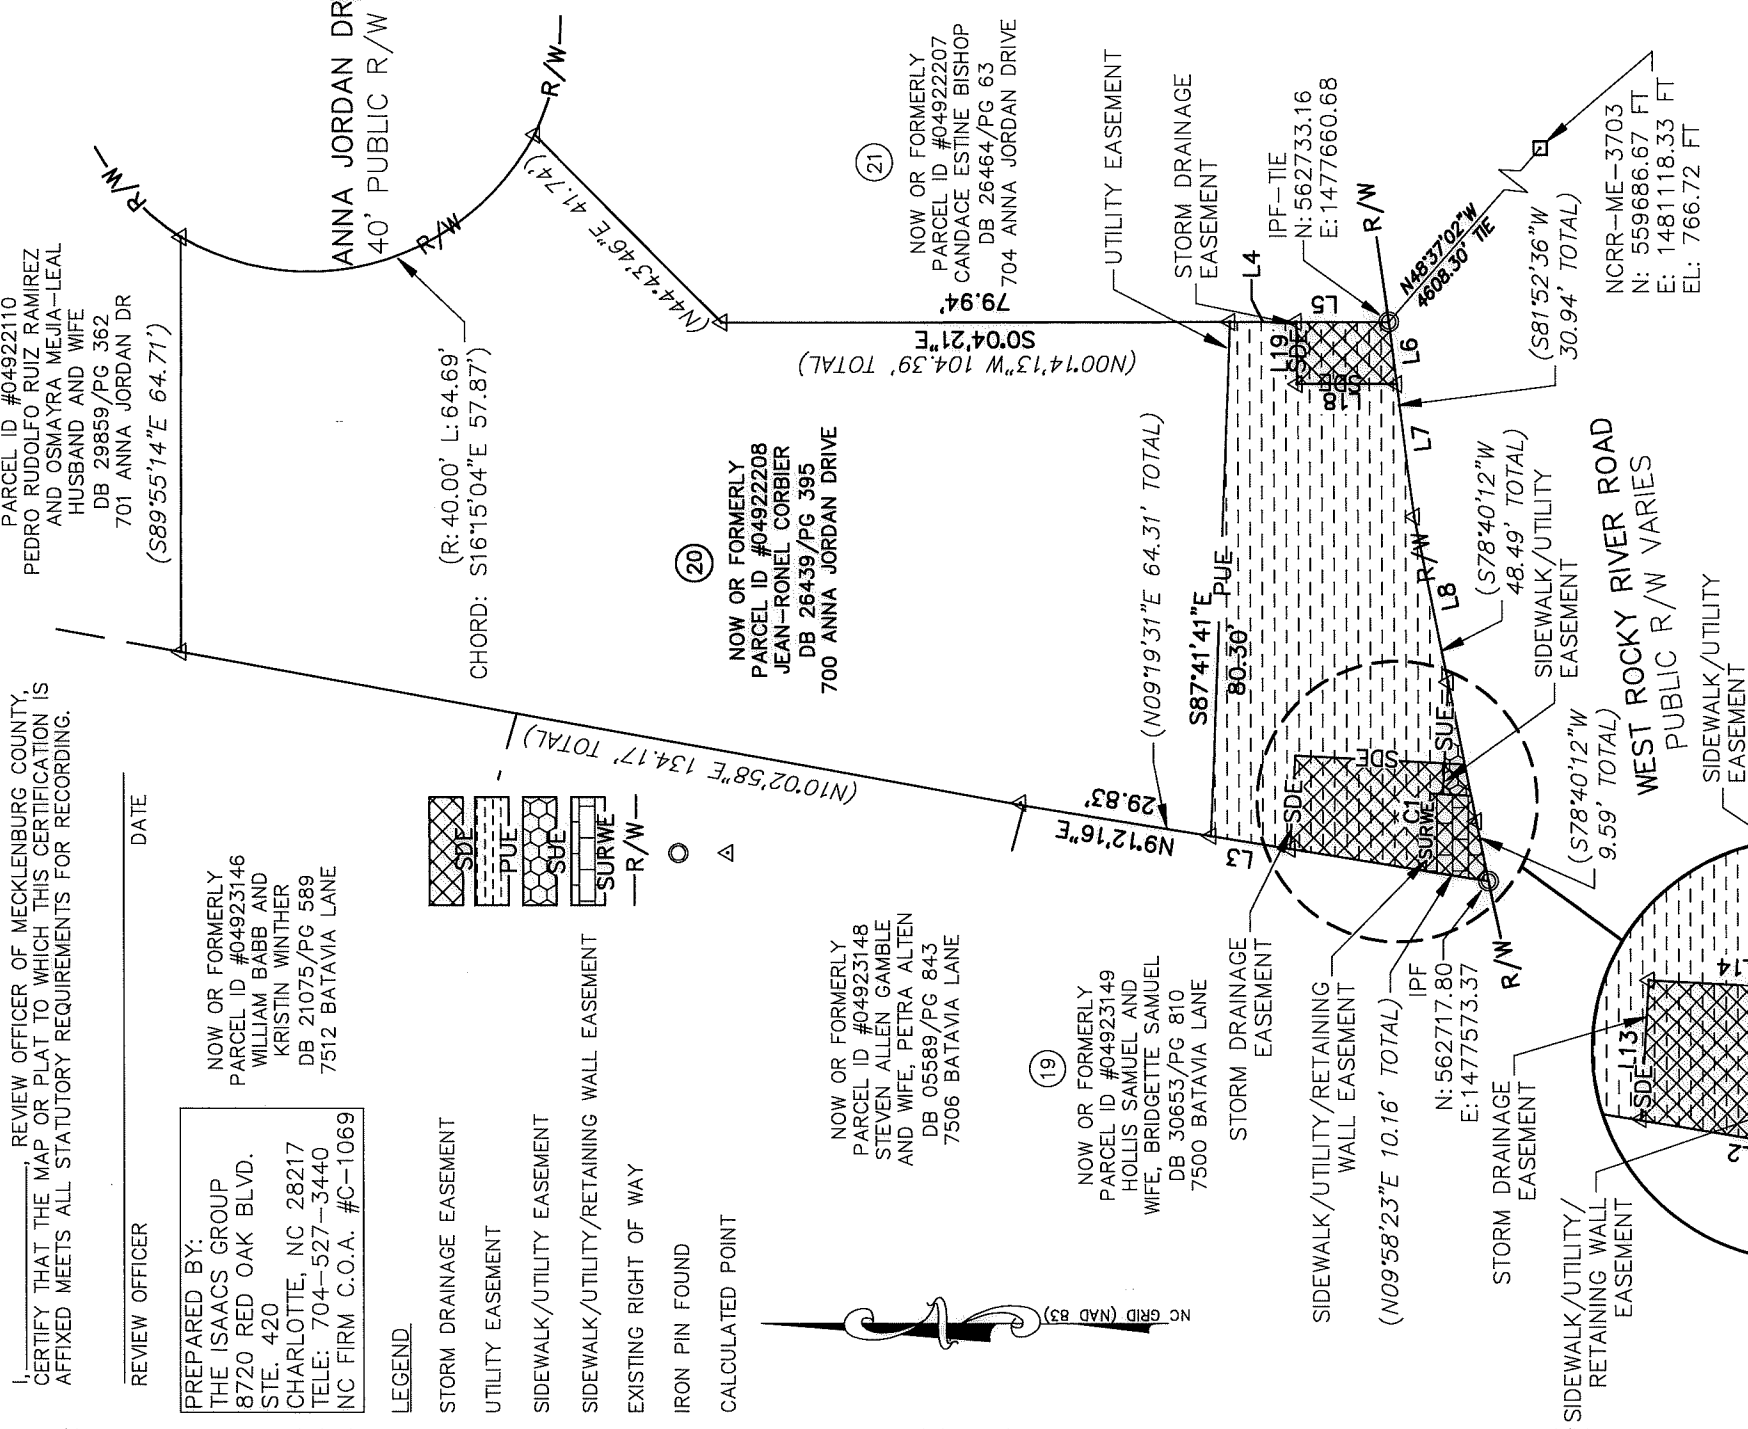 I,________, REVIEW OFFICER OF MECKLENBURG COUNTY,
CERTIFY THAT THE MAP OR PLAT TO WHICH THIS CERTIFICATION IS
AFFIXED MEETS ALL STATUTORY REQUIREMENTS FOR RECORDING.
REVIEW OFFICER
DATE
PREPARED BY:
THE ISAACS GROUP
8720 RED OAK BLVD.
STE. 420
CHARLOTTE, NC 28217
TELE: 704-527-3440
NC FIRM C.O.A. #C-1069
LEGEND
STORM DRAINAGE EASEMENT
SDE
UTILITY EASEMENT
PUE
SIDEWALK/UTILITY EASEMENT
SUE
SIDEWALK/UTILITY/RETAINING WALL EASEMENT
SURWE
EXISTING RIGHT OF WAY
R/W
IRON PIN FOUND
CALCULATED POINT
NC GRID (NAD 83)
NOW OR FORMERLY
PARCEL ID #04923146
WILLIAM BABB AND
KRISTIN WINTHER
DB 21075/PG 589
7512 BATAVIA LANE
NOW OR FORMERLY
PARCEL ID #04923148
STEVEN ALLEN GAMBLE
AND WIFE, PETRA ALTEN
DB 05589/PG 843
7506 BATAVIA LANE
19
NOW OR FORMERLY
PARCEL ID #04923149
HOLLIS SAMUEL AND
WIFE, BRIDGETTE SAMUEL
DB 30653/PG 810
7500 BATAVIA LANE
PARCEL ID #04922110
PEDRO RUDOLFO RUIZ RAMIREZ
AND OSMAYRA MEJIA-LEAL
HUSBAND AND WIFE
DB 29859/PG 362
701 ANNA JORDAN DR
(S89°55'14"E 64.71')
R/W
R/W
R/W
ANNA JORDAN DR
40' PUBLIC R/W
(R: 40.00' L: 64.69'
CHORD: S16°15'04"E 57.87')
(N44°43'46"E 41.74')
20
NOW OR FORMERLY
PARCEL ID #04922208
JEAN-RONEL CORBIER
DB 26439/PG 395
700 ANNA JORDAN DRIVE
21
NOW OR FORMERLY
PARCEL ID #04922207
CANDACE ESTINE BISHOP
DB 26464/PG 63
704 ANNA JORDAN DRIVE
79.94'
S0°04'21"E
(N00°14'13"W 104.39' TOTAL)
(N10°02'58"E 134.17' TOTAL)
29.83'
N9°12'16"E
(N09°19'31"E 64.31' TOTAL)
S87°41'41"E
80.30'
PUE
UTILITY EASEMENT
STORM DRAINAGE
EASEMENT
L4
IPF-TIE
N: 562733.16
E: 1477660.68
R/W
L5
L19
SDE
SDE
L18
L6
L7
L8
R/W
L3
N48°37'02"W
4608.30' TIE
(S81°52'36"W
30.94' TOTAL)
NCRR-ME-3703
N: 559686.67 FT
E: 1481118.33 FT
EL: 766.72 FT
(S78°40'12"W
48.49' TOTAL)
SIDEWALK/UTILITY
EASEMENT
WEST ROCKY RIVER ROAD
PUBLIC R/W VARIES
(S78°40'12"W
9.59' TOTAL)
SDE
SDE
SUE
C1
SURWE
STORM DRAINAGE
EASEMENT
SIDEWALK/UTILITY/RETAINING
WALL EASEMENT
(N09°58'23"E 10.16' TOTAL)
IPF
N: 562717.80
E: 1477573.37
R/W
STORM DRAINAGE
EASEMENT
SIDEWALK/UTILITY/
RETAINING WALL
EASEMENT
SIDEWALK/UTILITY
EASEMENT
SDE
L13
L14